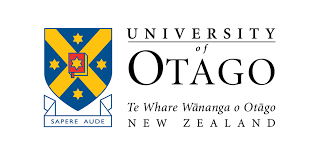 UNIVERSITY
of
OTAGO
Te Whare Wānanga o Otāgo
NEW ZEALAND
SAPERE AUDE